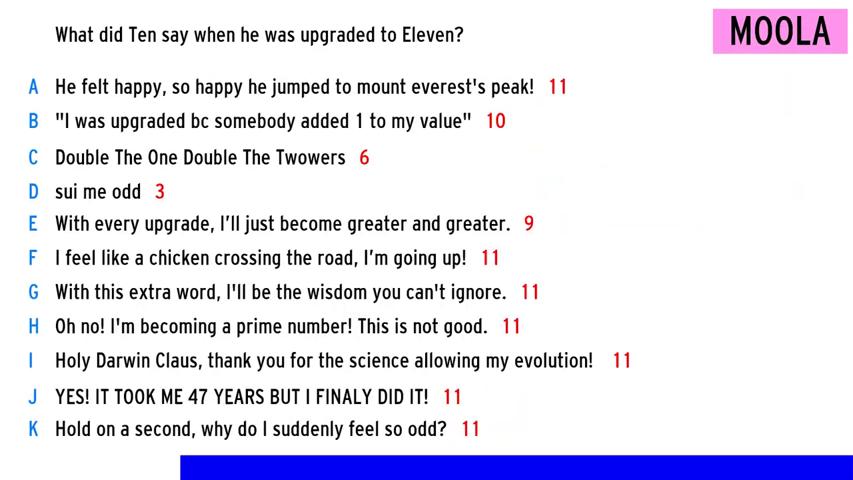 What did Ten say when he was upgraded to Eleven?
MOOLA
A He felt happy, so happy he jumped to mount everest's peak! 11
B "I was upgraded bc somebody added 1 to my value" 10
C Double The One Double The Twowers 6
D sui me odd 3
E With every upgrade, I'll just become greater and greater. 9
F I feel like a chicken crossing the road, I'm going up! 11
G With this extra word, I'll be the wisdom you can't ignore. 11
H Oh no! I'm becoming a prime number! This is not good. 11
I Holy Darwin Claus, thank you for the science allowing my evolution! 11
J YES! IT TOOK ME 47 YEARS BUT I FINALY DID IT! 11
K Hold on a second, why do I suddenly feel so odd? 11